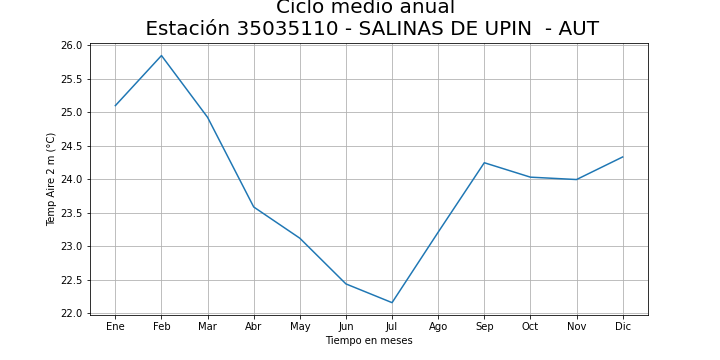 Ciclo medio anual
Estación 35035110 - SALINAS DE UPIN  - AUT
26.0
25.5
25.0
24.5
24.0
23.5
23.0
22.5
22.0
Temp Aire 2 m (°C)
Ene Feb Mar Abr May Jun Jul Ago Sep Oct Nov Dic
Tiempo en meses